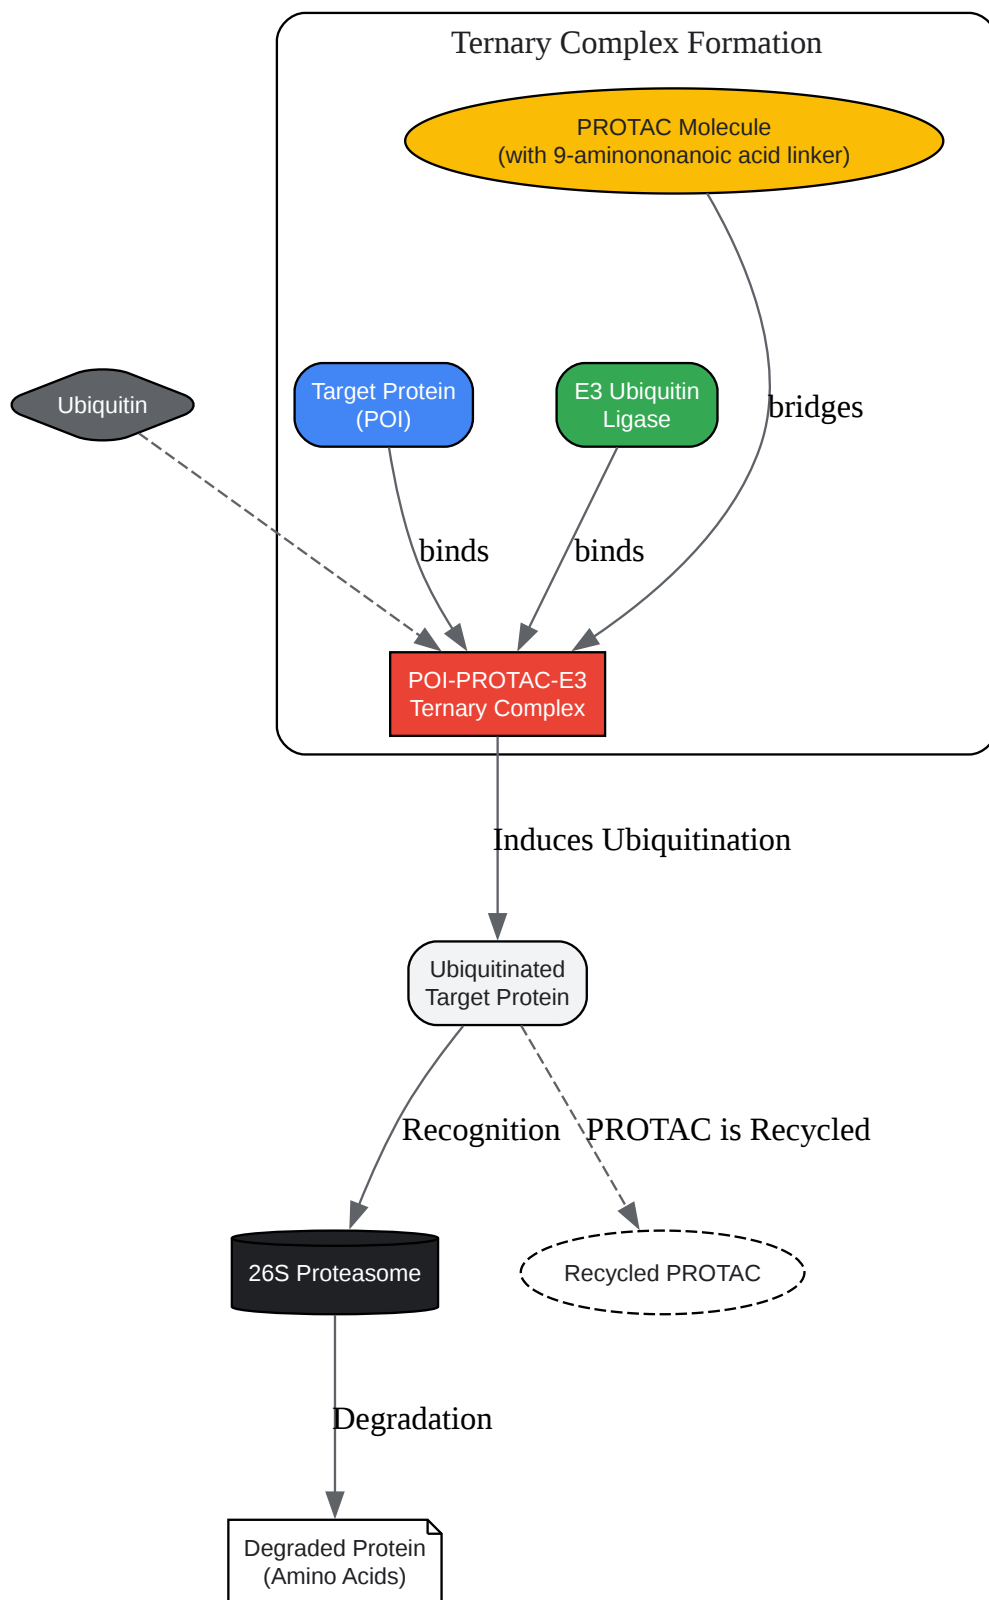 Ternary Complex Formation
PROTAC Molecule
(with 9-aminononanoic acid linker)
Ubiquitin
Target Protein
(POI)
E3 Ubiquitin
Ligase
bridges
binds
binds
POI-PROTAC-E3
Ternary Complex
Induces Ubiquitination
Ubiquitinated
Target Protein
Recognition
PROTAC is Recycled
26S Proteasome
Recycled PROTAC
Degradation
Degraded Protein
(Amino Acids)